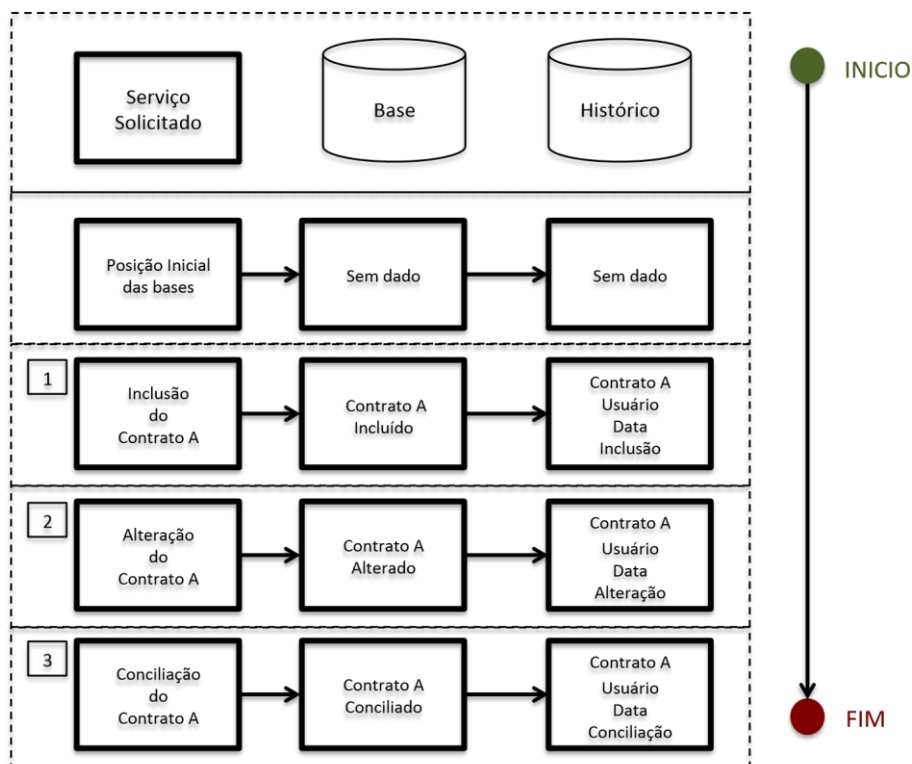 Serviço
Solicitado
Base
Histórico
INICIO
Posição Inicial
das bases
Sem dado
Sem dado
1
Inclusão
do
Contrato A
Contrato A
Incluído
Contrato A
Usuário
Data
Inclusão
2
Alteração
do
Contrato A
Contrato A
Alterado
Contrato A
Usuário
Data
Alteração
3
Conciliação
do
Contrato A
Contrato A
Conciliado
Contrato A
Usuário
Data
Conciliação
FIM